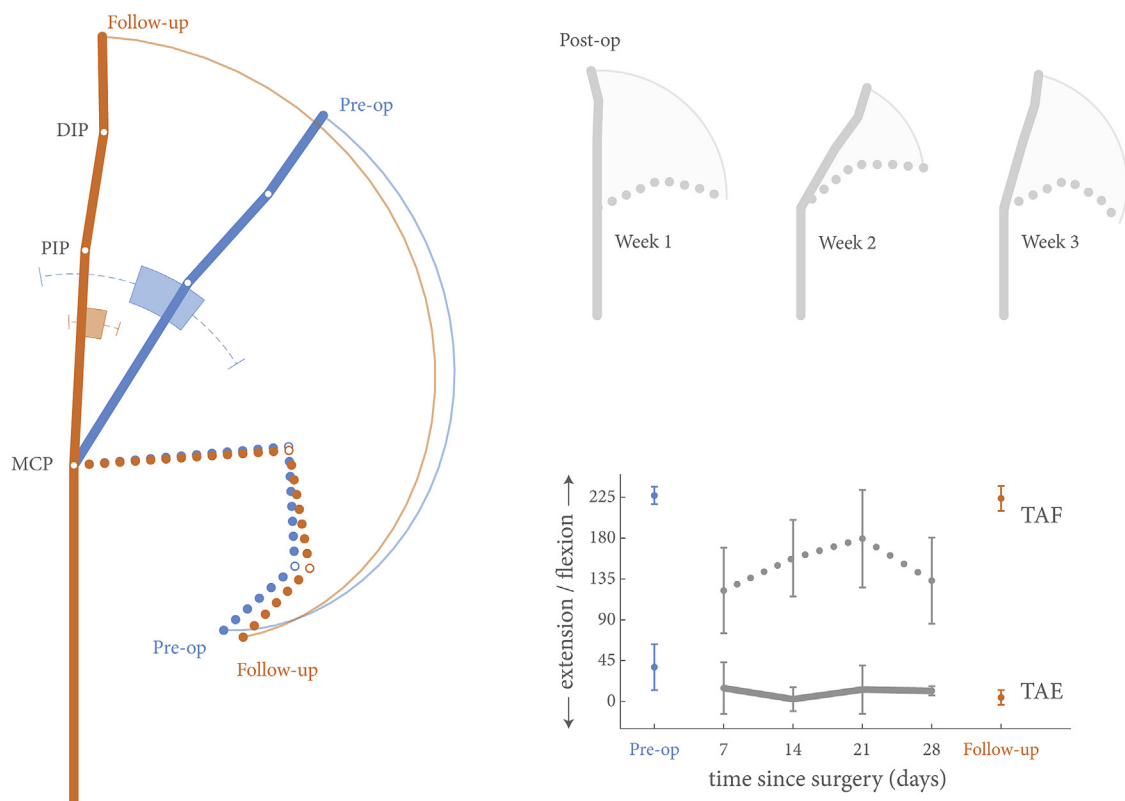 Follow-up
Pre-op
DIP
PIP
MCP
Pre-op
Follow-up
Post-op
Week 1
Week 2
Week 3
extension / flexion
225
180
135
90
45
0
TAF
TAE
Pre-op
7
14
21
28
Follow-up
time since surgery (days)